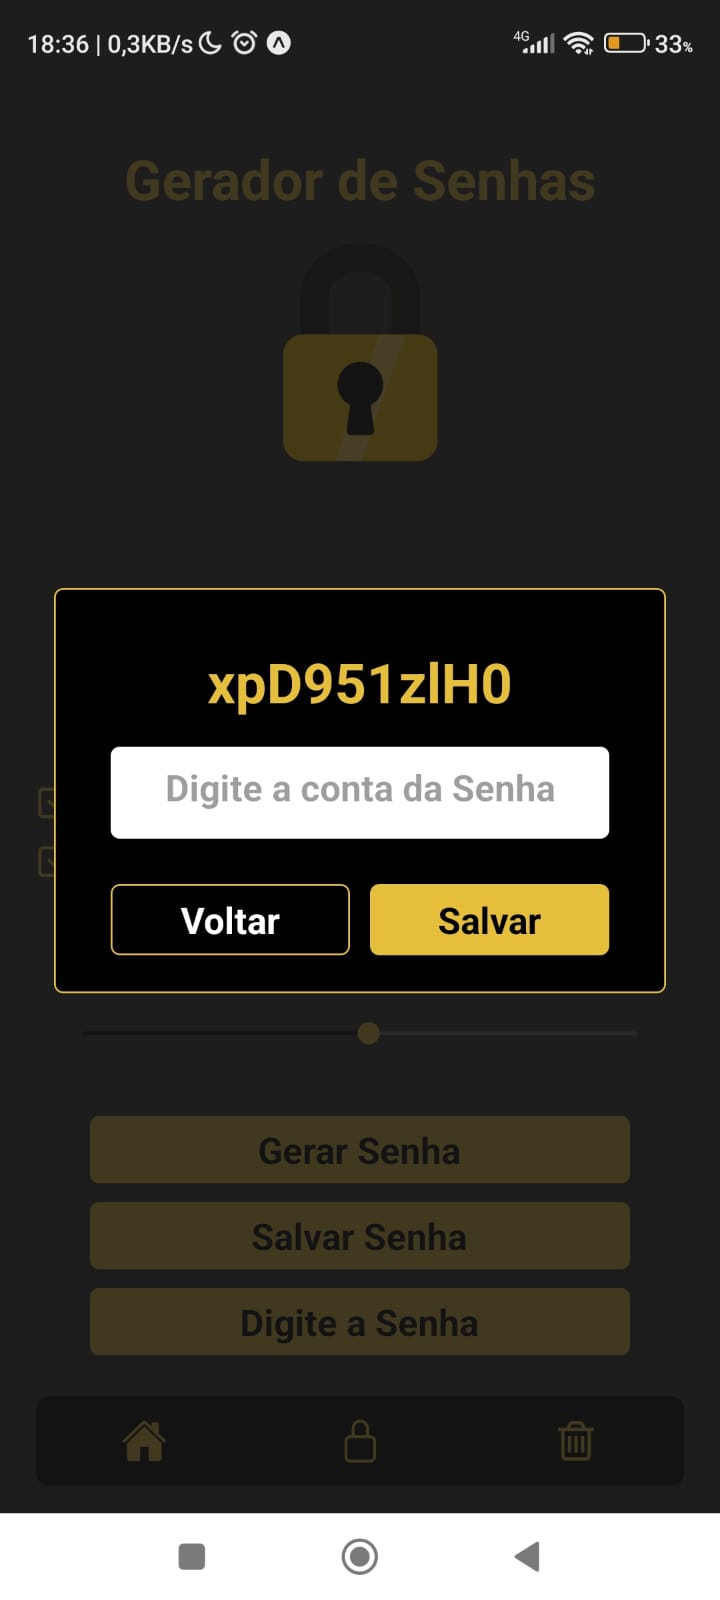 18:36 | 0,3KB/s 4G 33%
Gerador de Senhas
xpD951zlH0
Digite a conta da Senha
Voltar Salvar
Gerar Senha
Salvar Senha
Digite a Senha